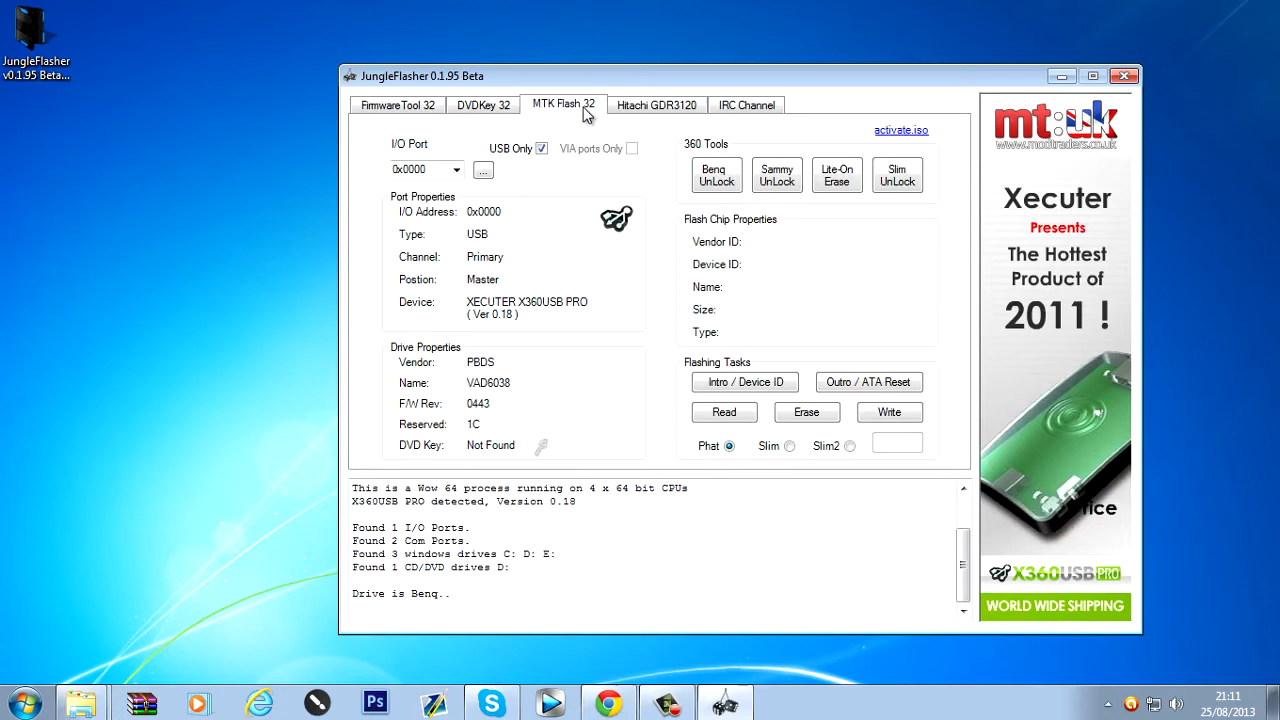 JungleFlasher
v0.1.95 Beta...
JungleFlasher 0.1.95 Beta
FirmwareTool 32
DVDKey 32
MTK Flash 32
Hitachi GDR3120
IRC Channel
activate.iso
I/O Port
USB Only
VIA ports Only
0x0000
...
Port Properties
I/O Address: 0x0000
Type: USB
Channel: Primary
Postion: Master
Device: XECUTER X360USB PRO
( Ver 0.18 )
Drive Properties
Vendor: PBDS
Name: VAD6038
F/W Rev: 0443
Reserved: 1C
DVD Key: Not Found
360 Tools
Benq
UnLock
Sammy
UnLock
Lite-On
Erase
Slim
UnLock
Flash Chip Properties
Vendor ID:
Device ID:
Name:
Size:
Type:
Flashing Tasks
Intro / Device ID
Outro / ATA Reset
Read
Erase
Write
Phat
Slim
Slim2
This is a Wow 64 process running on 4 x 64 bit CPUs
X360USB PRO detected, Version 0.18
Found 1 I/O Ports.
Found 2 Com Ports.
Found 3 windows drives C: D: E:
Found 1 CD/DVD drives D:
Drive is Benq..
mt:uk
www.modtraders.co.uk
Xecuter
Presents
The Hottest
Product of
2011 !
X360USB PRO
WORLD WIDE SHIPPING
Ps
21:11
25/08/2013